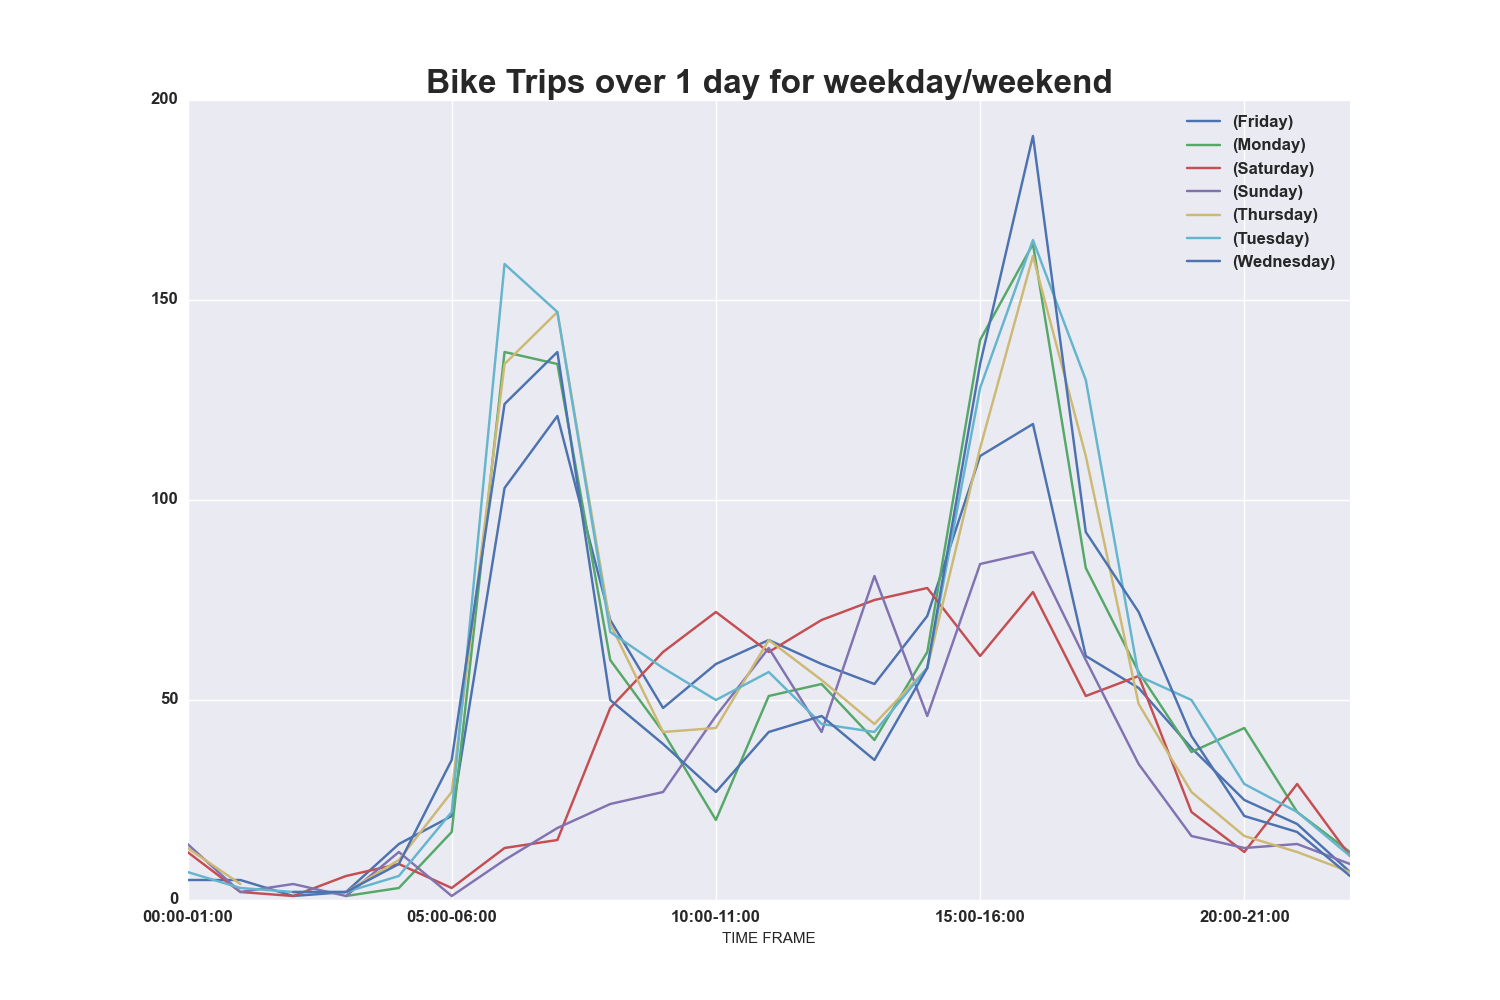 Bike Trips over 1 day for weekday/weekend
200
150
100
50
0
(Friday)
(Monday)
(Saturday)
(Sunday)
(Thursday)
(Tuesday)
(Wednesday)
00:00-01:00 05:00-06:00 10:00-11:00 15:00-16:00 20:00-21:00
TIME FRAME